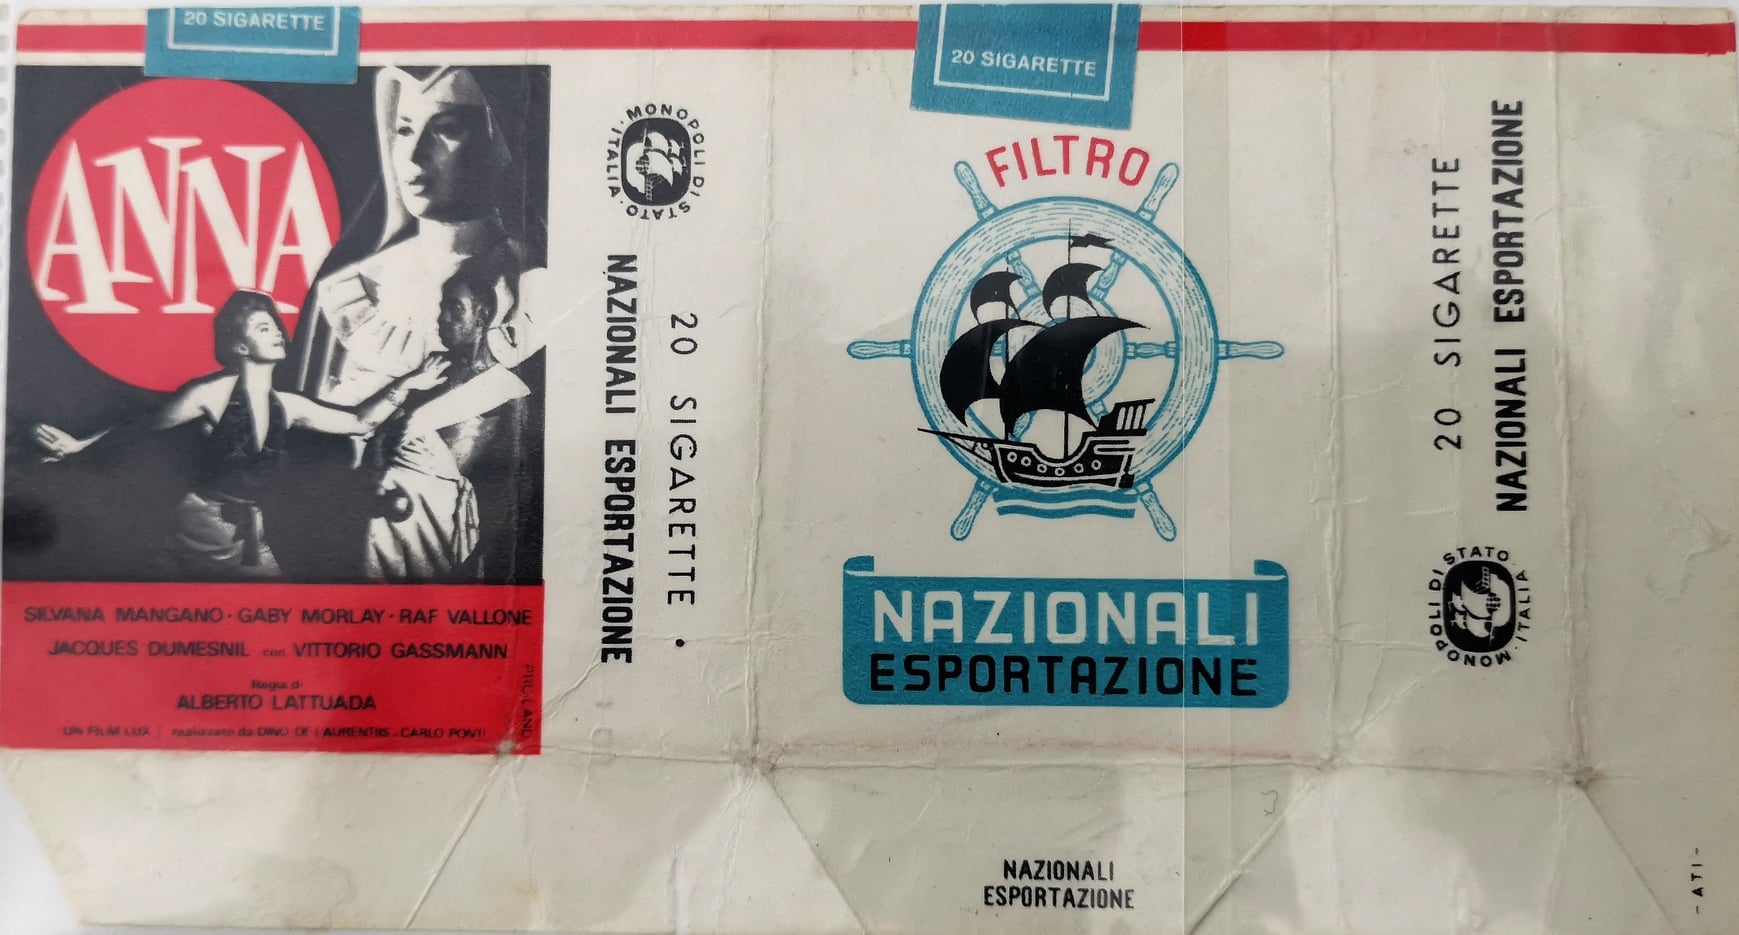 20 SIGARETTE
ANNA
SILVANA MANGANO · GABY MORLAY · RAF VALLONE
JACQUES DUMESNIL con VITTORIO GASSMANN
Regia di
ALBERTO LATTUADA
UN FILM LUX | realizzato da DINO DE LAURENTIIS - CARLO PONTI
MONOPOLI DI STATO · ITALIA ·
NAZIONALI ESPORTAZIONE
20 SIGARETTE ·
20 SIGARETTE
FILTRO
NAZIONALI
ESPORTAZIONE
NAZIONALI
ESPORTAZIONE
20 SIGARETTE
NAZIONALI ESPORTAZIONE
MONOPOLI DI STATO · ITALIA ·
- ATI -